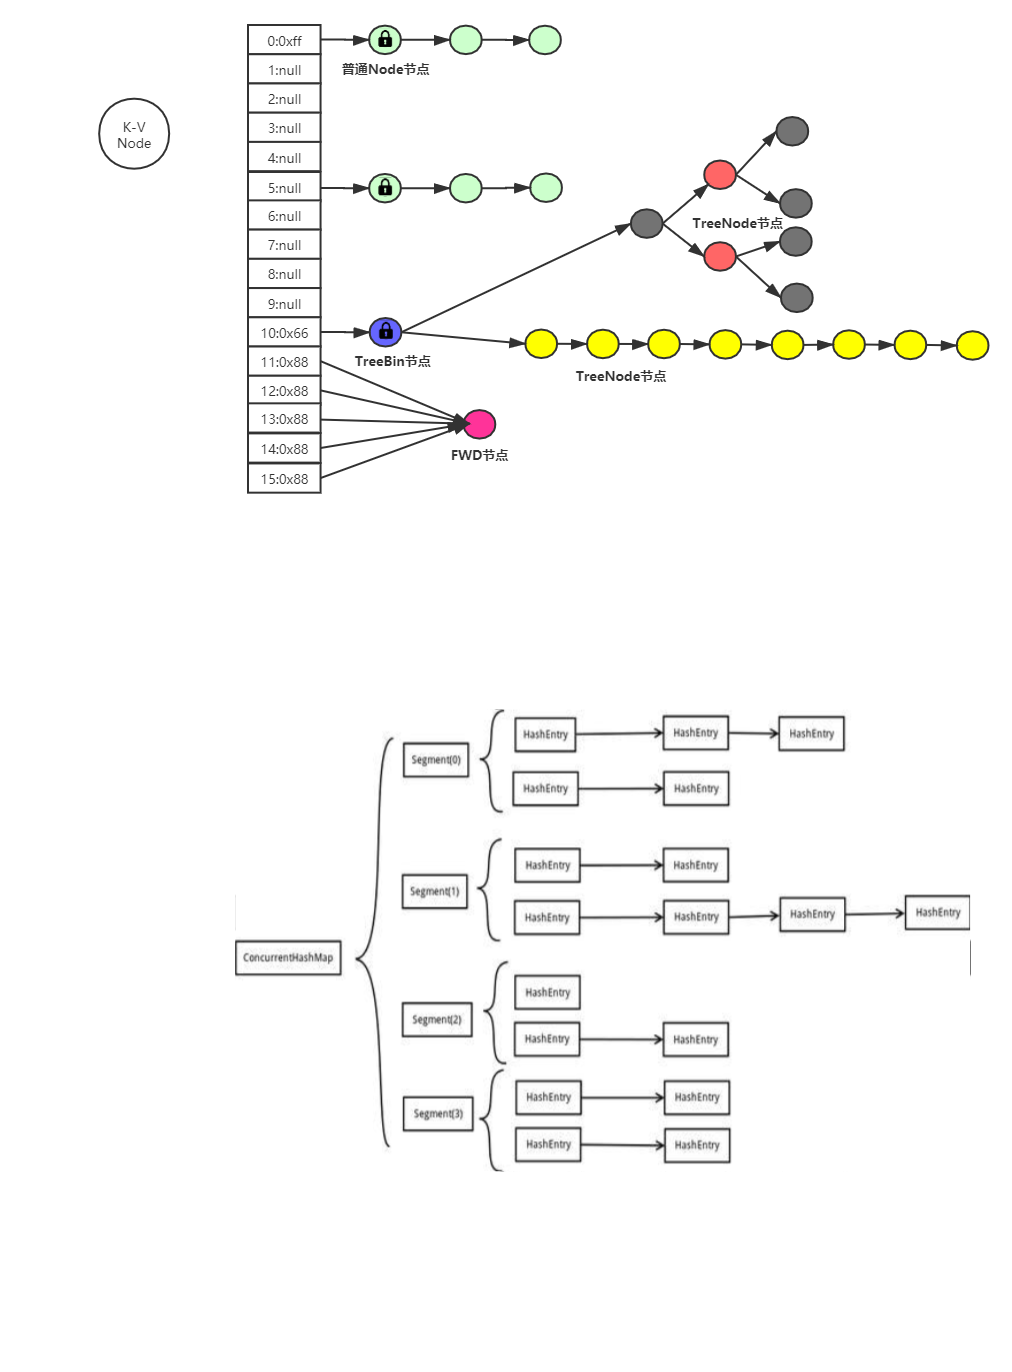 0:0xff
普通Node节点
1:null
2:null
K-V
Node
3:null
4:null
5:null
6:null
TreeNode节点
7:null
8:null
9:null
10:0x66
TreeBin节点
11:0x88
TreeNode节点
12:0x88
13:0x88
14:0x88
FWD节点
15:0x88
ConcurrentHashMap
Segment(0)
HashEntry HashEntry HashEntry
HashEntry HashEntry
Segment(1)
HashEntry HashEntry
HashEntry HashEntry HashEntry HashEntry
Segment(2)
HashEntry
HashEntry HashEntry
Segment(3)
HashEntry HashEntry
HashEntry HashEntry